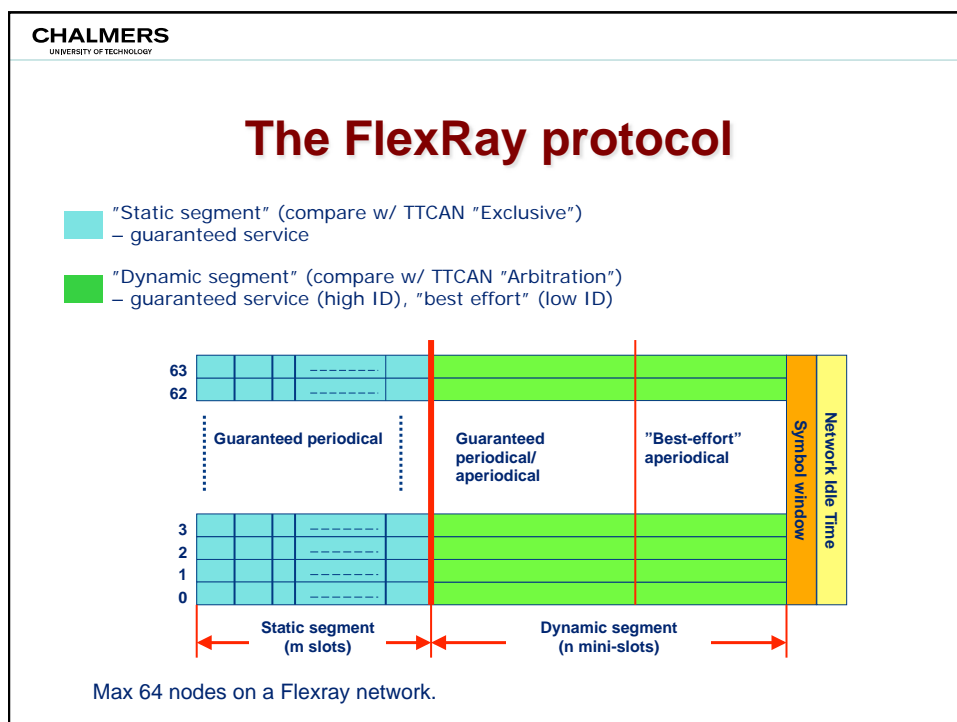 CHALMERS
UNIVERSITY OF TECHNOLOGY
The FlexRay protocol
"Static segment" (compare w/ TTCAN "Exclusive")
– guaranteed service
"Dynamic segment" (compare w/ TTCAN "Arbitration")
– guaranteed service (high ID), "best effort" (low ID)
63
62
Guaranteed periodical
Guaranteed
periodical/
aperiodical
"Best-effort"
aperiodical
Symbol window
Network Idle Time
3
2
1
0
Static segment
(m slots)
Dynamic segment
(n mini-slots)
Max 64 nodes on a Flexray network.